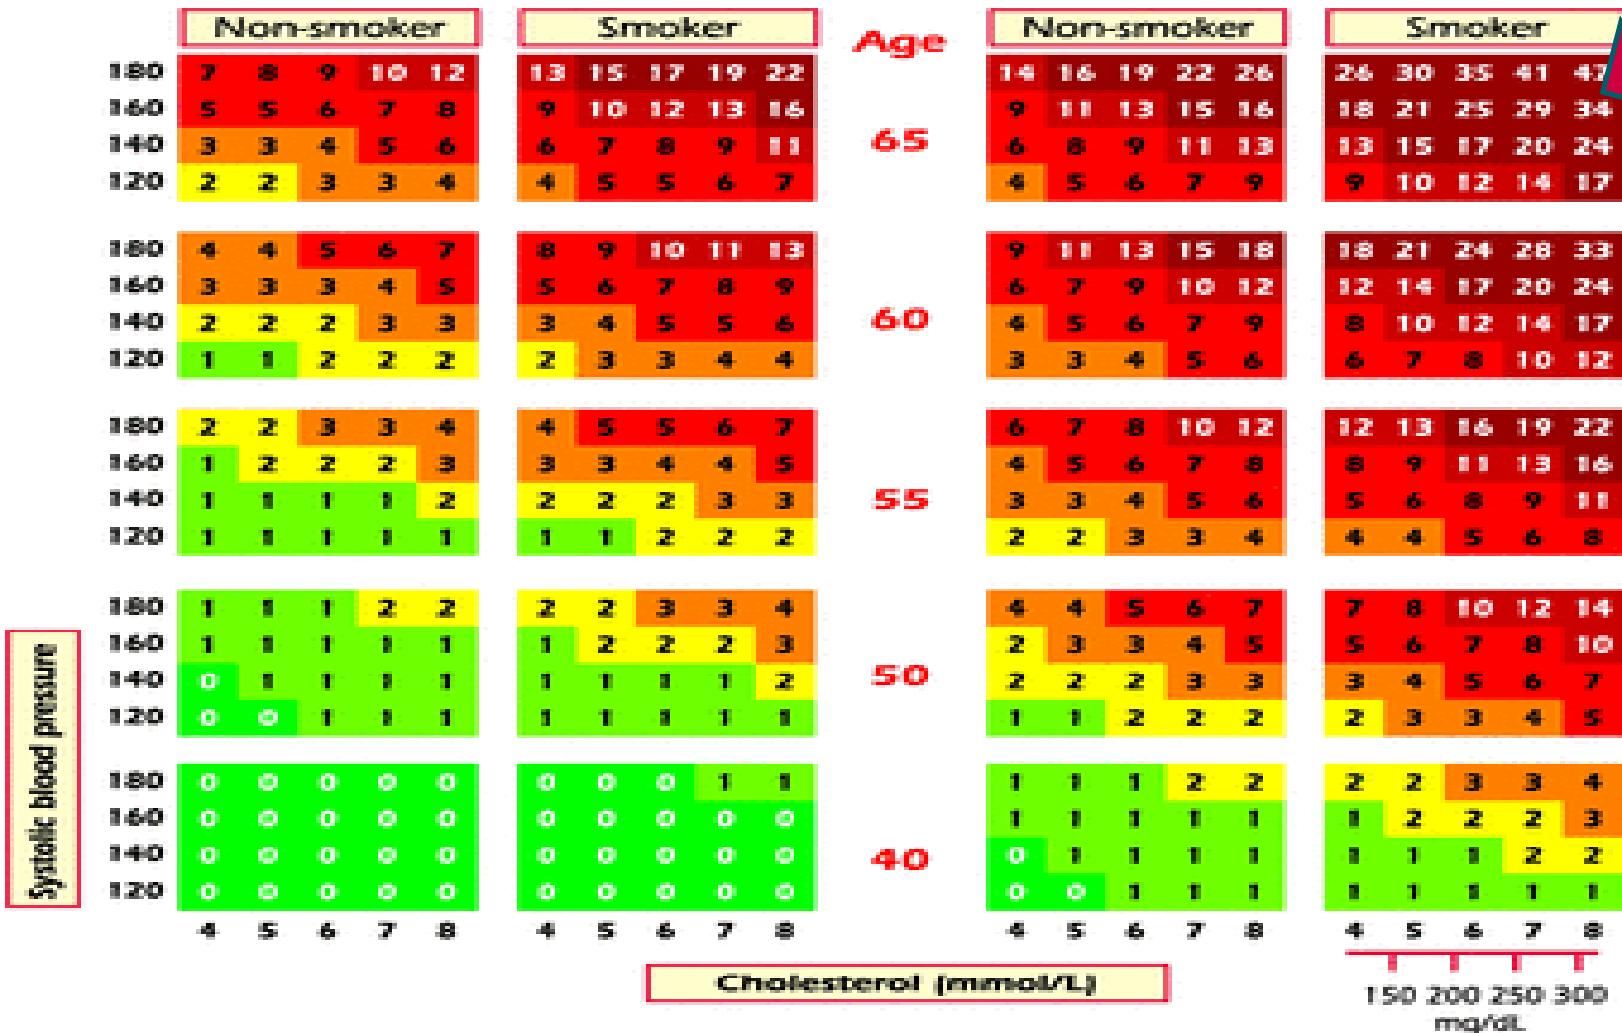 Non-smoker Smoker Age Non-smoker Smoker
180 7 8 9 10 12 13 15 17 19 22 14 16 19 22 26 26 30 35 41 47
160 5 5 6 7 8 9 10 12 13 16 9 11 13 15 16 18 21 25 29 34
65
140 3 3 4 5 6 6 7 8 9 11 6 8 9 11 13 13 15 17 20 24
120 2 2 3 3 4 4 5 5 6 7 4 5 6 7 9 9 10 12 14 17
180 4 4 5 6 7 8 9 10 11 13 9 11 13 15 18 18 21 24 28 33
160 3 3 3 4 5 5 6 7 8 9 6 7 9 10 12 12 14 17 20 24
60
140 2 2 2 3 3 3 4 5 5 6 4 5 6 7 9 8 10 12 14 17
120 1 1 2 2 2 2 3 3 4 4 3 3 4 5 6 6 7 8 10 12
180 2 2 3 3 4 4 5 5 6 7 6 7 8 10 12 12 13 16 19 22
160 1 2 2 2 3 3 3 4 4 5 4 5 6 7 8 8 9 11 13 16
55
140 1 1 1 1 2 2 2 2 3 3 3 3 4 5 6 5 6 8 9 11
120 1 1 1 1 1 1 1 2 2 2 2 2 3 3 4 4 4 5 6 8
180 1 1 1 2 2 2 2 3 3 4 4 4 5 6 7 7 8 10 12 14
160 1 1 1 1 1 1 2 2 2 3 2 3 3 4 5 5 6 7 8 10
50
140 0 1 1 1 1 1 1 1 1 2 2 2 2 3 3 3 4 5 6 7
120 0 0 1 1 1 1 1 1 1 1 1 1 2 2 2 2 3 3 4 5
Systolic blood pressure
180 0 0 0 0 0 0 0 0 1 1 1 1 1 2 2 2 2 3 3 4
160 0 0 0 0 0 0 0 0 0 0 1 1 1 1 1 1 2 2 2 3
40
140 0 0 0 0 0 0 0 0 0 0 0 1 1 1 1 1 1 1 2 2
120 0 0 0 0 0 0 0 0 0 0 0 0 1 1 1 1 1 1 1 1
4 5 6 7 8 4 5 6 7 8 4 5 6 7 8 4 5 6 7 8
Cholesterol (mmol/L)
150 200 250 300
mg/dL